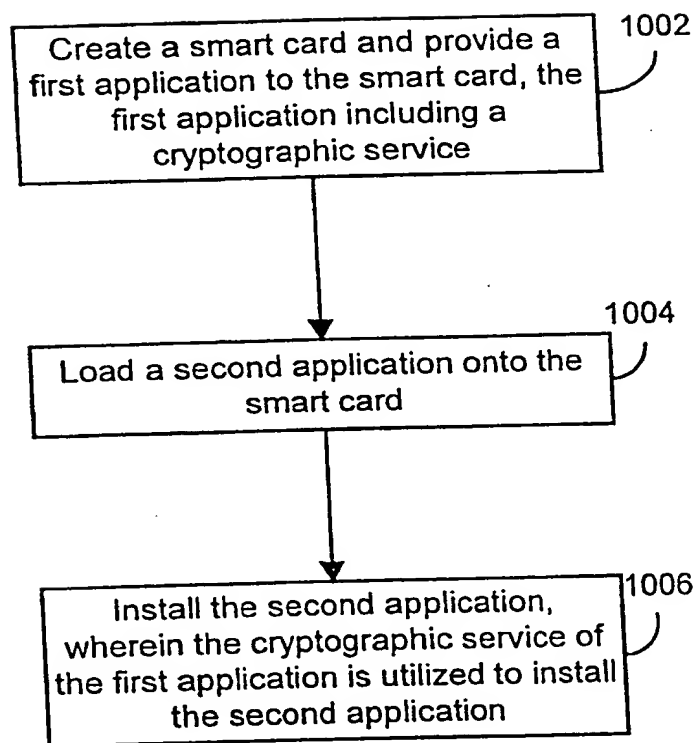 1002
Create a smart card and provide a
first application to the smart card, the
first application including a
cryptographic service
1004
Load a second application onto the
smart card
1006
Install the second application,
wherein the cryptographic service of
the first application is utilized to install
the second application